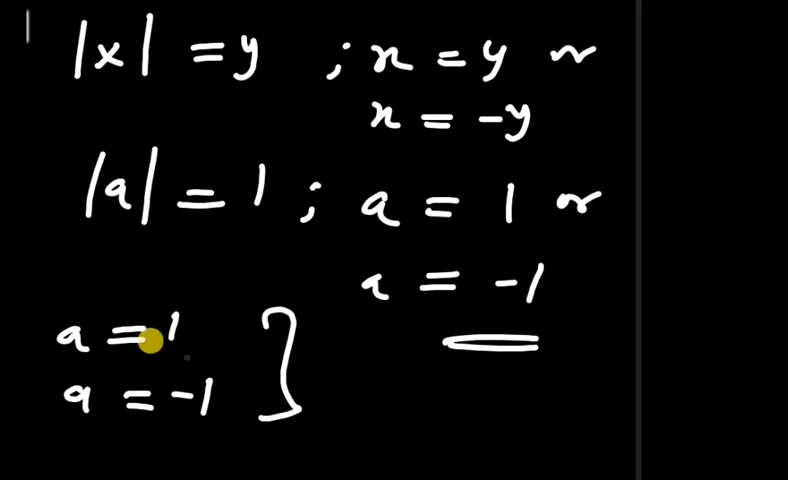 |x| = y ; x = y or
x = -y
|a| = 1 ; a = 1 or
a = -1
a = 1
a = -1 }